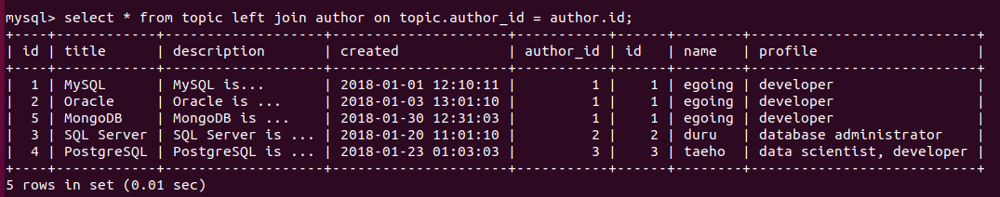 mysql> select * from topic left join author on topic.author_id = author.id;
+----+------------+-------------------+---------------------+-----------+------+--------+---------------------------+
| id | title      | description       | created             | author_id | id   | name   | profile                   |
+----+------------+-------------------+---------------------+-----------+------+--------+---------------------------+
|  1 | MySQL      | MySQL is...       | 2018-01-01 12:10:11 |         1 |    1 | egoing | developer                 |
|  2 | Oracle     | Oracle is ...     | 2018-01-03 13:01:10 |         1 |    1 | egoing | developer                 |
|  5 | MongoDB    | MongoDB is ...    | 2018-01-30 12:31:03 |         1 |    1 | egoing | developer                 |
|  3 | SQL Server | SQL Server is ... | 2018-01-20 11:01:10 |         2 |    2 | duru   | database administrator    |
|  4 | PostgreSQL | PostgreSQL is ... | 2018-01-23 01:03:03 |         3 |    3 | taeho  | data scientist, developer |
+----+------------+-------------------+---------------------+-----------+------+--------+---------------------------+
5 rows in set (0.01 sec)